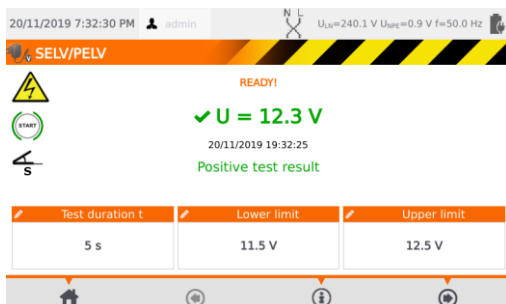 20/11/2019 7:32:30 PM admin N L ULN=240.1 V UNPE=0.9 V f=50.0 Hz
SELV/PELV
READY!
✔ U = 12.3 V
START
20/11/2019 19:32:25
S
Positive test result
Test duration t Lower limit Upper limit
5 s 11.5 V 12.5 V